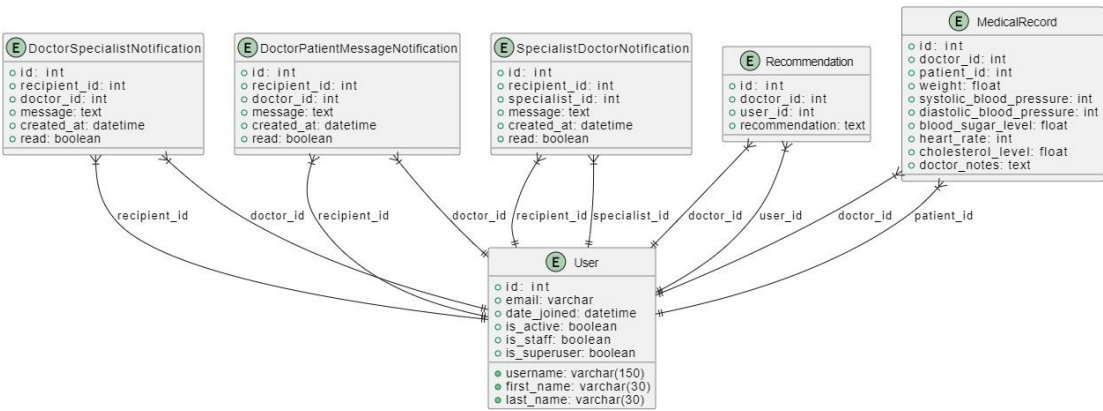 E DoctorSpecialistNotification
id: int
recipient_id: int
doctor_id: int
message: text
created_at: datetime
read: boolean
E DoctorPatientMessageNotification
id: int
recipient_id: int
doctor_id: int
message: text
created_at: datetime
read: boolean
E SpecialistDoctorNotification
id: int
recipient_id: int
specialist_id: int
message: text
created_at: datetime
read: boolean
E Recommendation
id: int
doctor_id: int
user_id: int
recommendation: text
E MedicalRecord
id: int
doctor_id: int
patient_id: int
weight: float
systolic_blood_pressure: int
diastolic_blood_pressure: int
blood_sugar_level: float
heart_rate: int
cholesterol_level: float
doctor_notes: text
recipient_id
doctor_id
recipient_id
doctor_id
recipient_id
specialist_id
doctor_id
user_id
doctor_id
patient_id
E User
id: int
email: varchar
date_joined: datetime
is_active: boolean
is_staff: boolean
is_superuser: boolean
username: varchar(150)
first_name: varchar(30)
last_name: varchar(30)